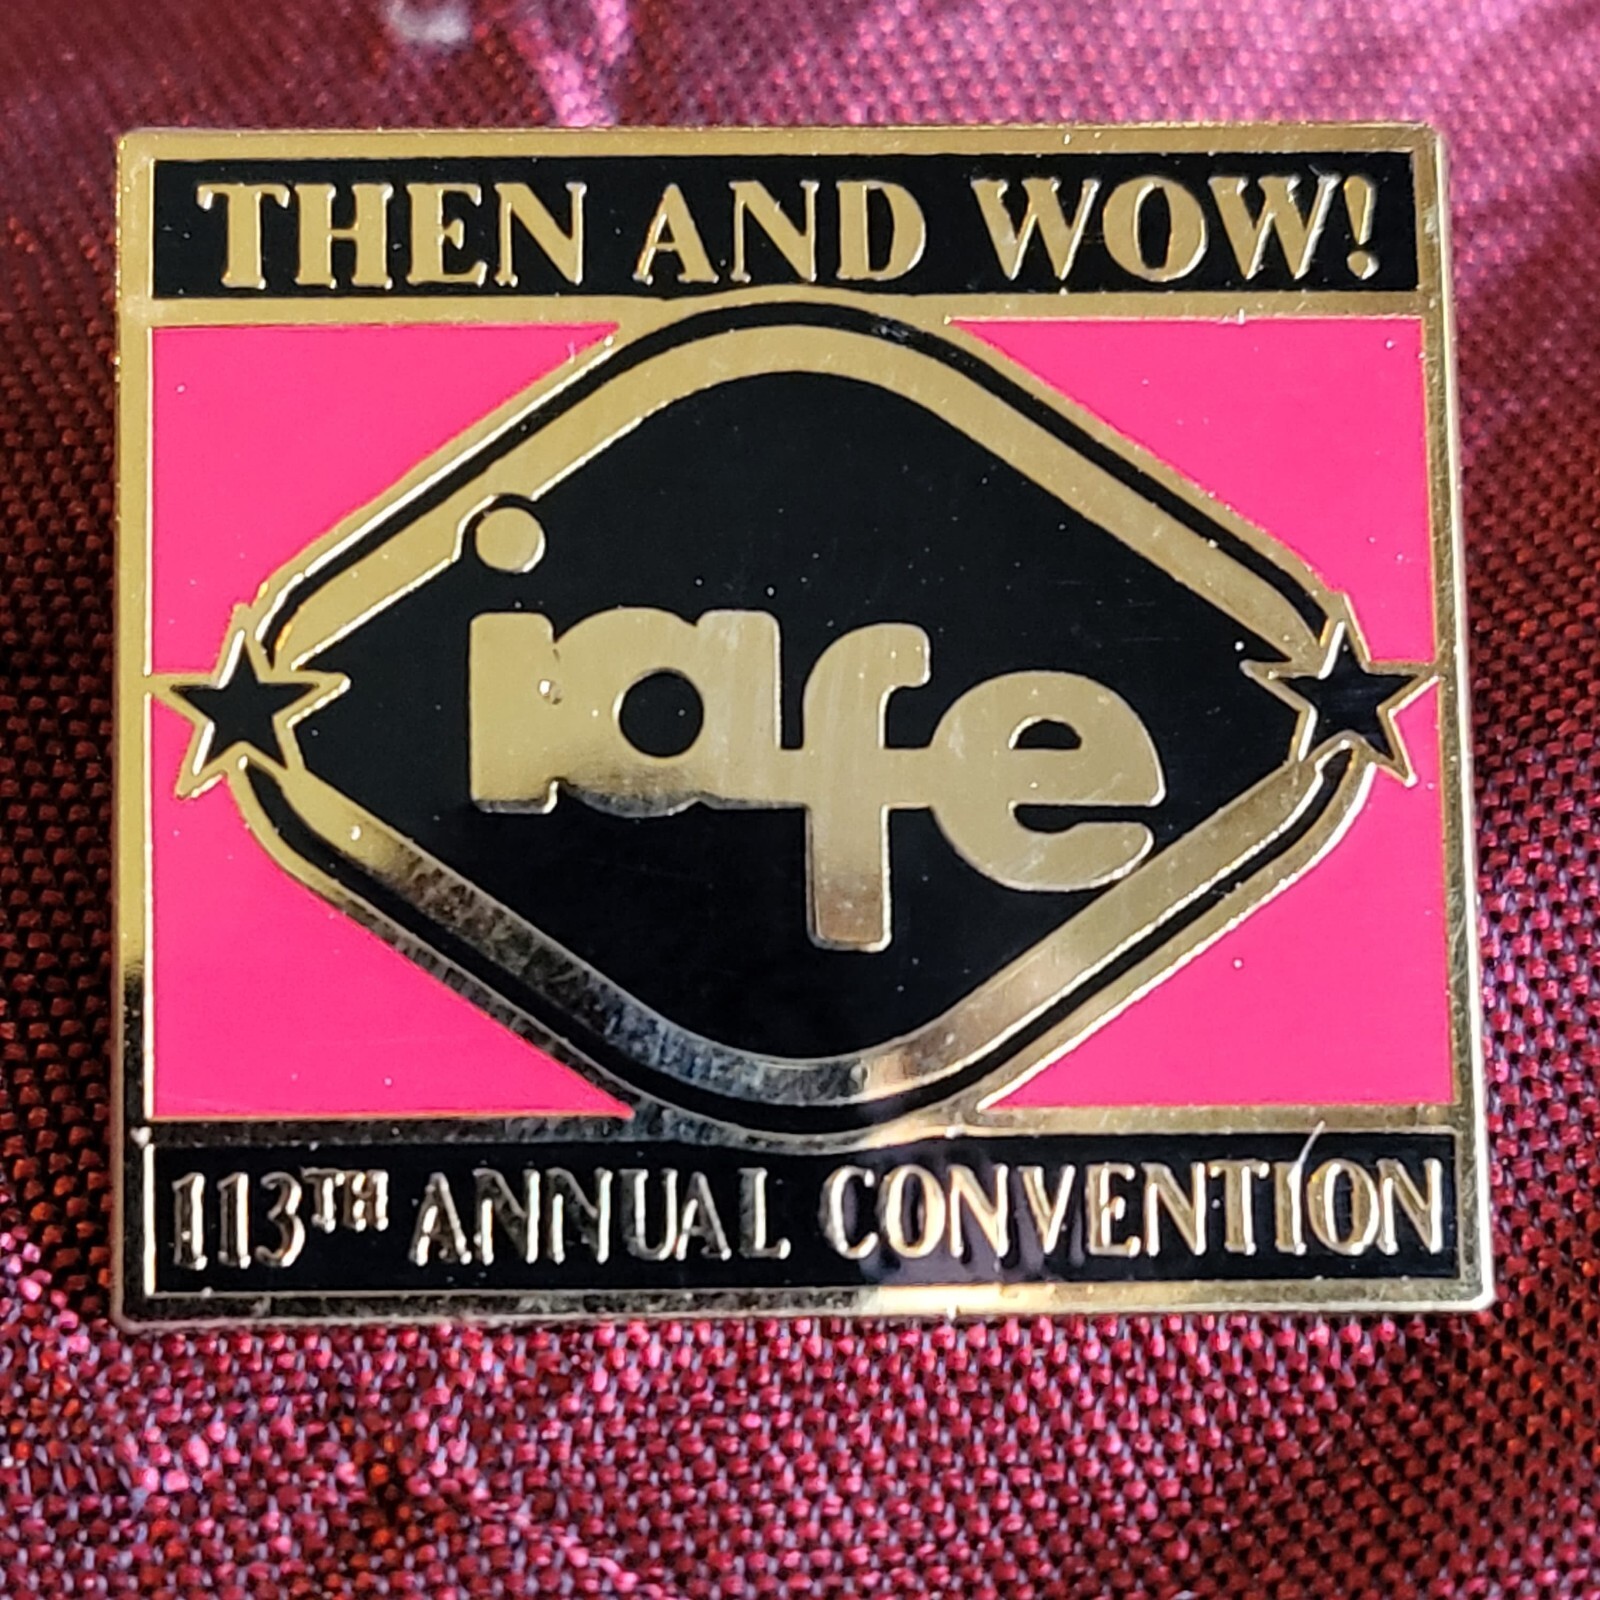 THEN AND WOW!
iafe
113TH ANNUAL CONVENTION